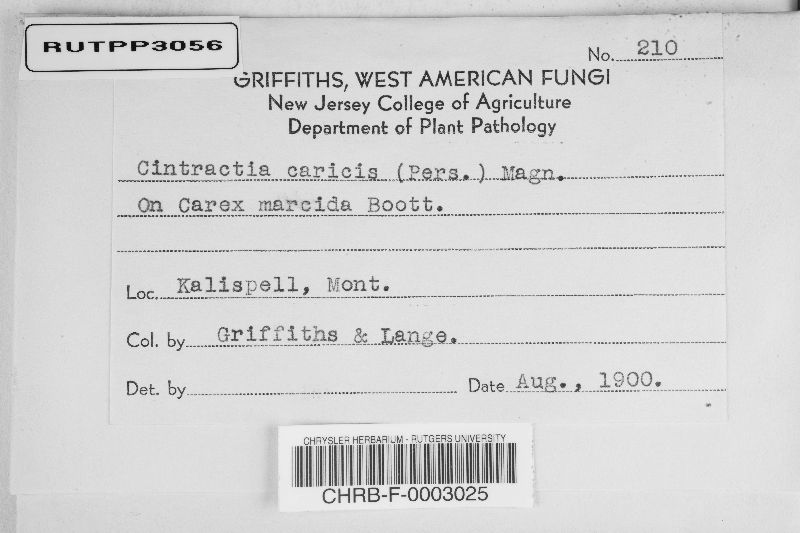 RUTPP3056
No. 210
GRIFFITHS, WEST AMERICAN FUNGI
New Jersey College of Agriculture
Department of Plant Pathology
Cintractia caricis (Pers.) Magn.
On Carex marcida Boott.
Loc. Kalispell, Mont.
Col. by Griffiths & Lange.
Det. by Date Aug., 1900.
CHRYSLER HERBARIUM - RUTGERS UNIVERSITY
CHRB-F-0003025